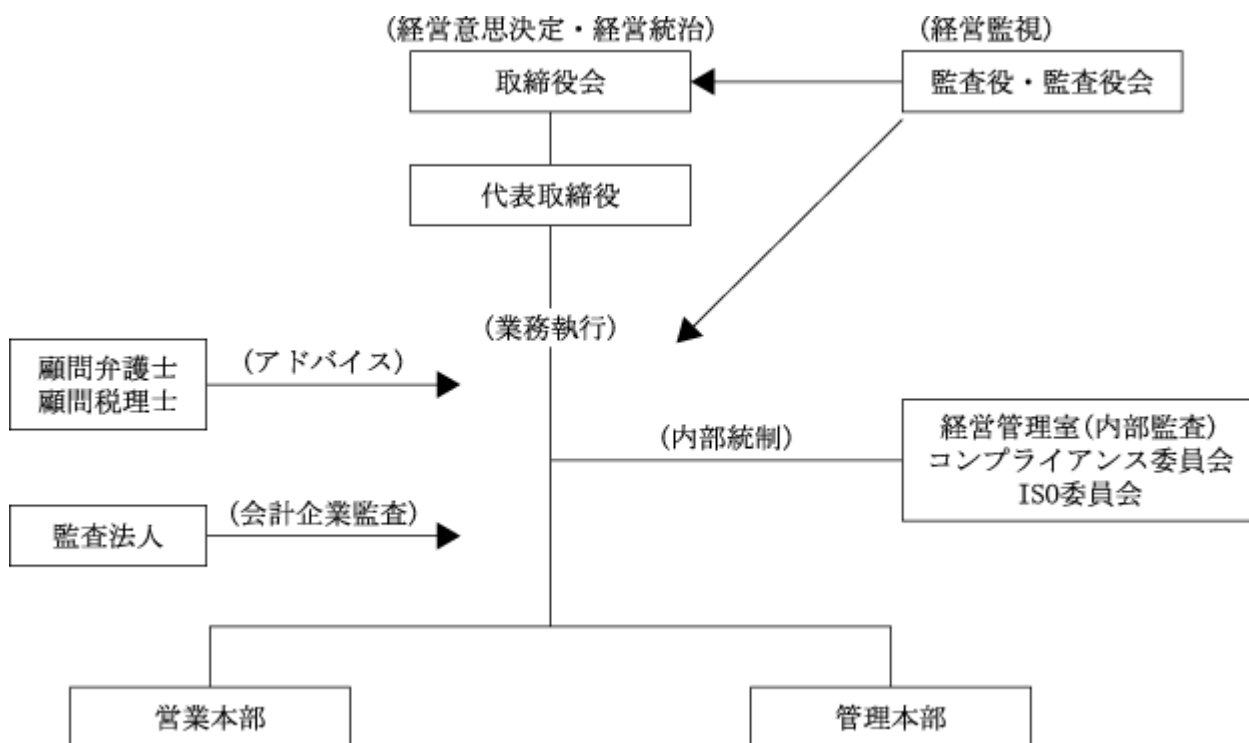 (経営意思決定・経営統治)
(経営監視)
取締役会
監査役・監査役会
代表取締役
(業務執行)
顧問弁護士
顧問税理士
(アドバイス)
(内部統制)
経営管理室(内部監査)
コンプライアンス委員会
ISO委員会
監査法人
(会計企業監査)
営業本部
管理本部